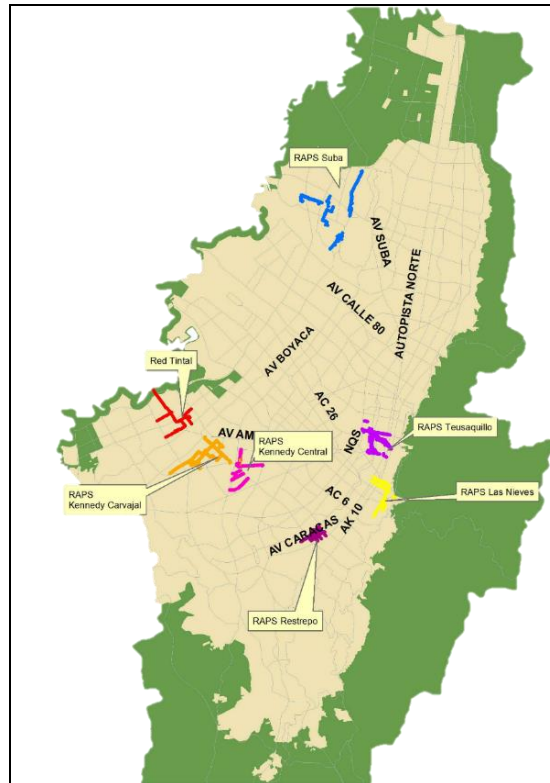 RAPS Suba
AV SUBA
AV CALLE 80
AUTOPISTA NORTE
AV BOYACA
Red Tintal
AC 26
NQS
RAPS Teusaquillo
AV AM
RAPS
Kennedy Central
RAPS
Kennedy Carvajal
AC 6
RAPS Las Nieves
AK 10
AV CARACAS
RAPS Restrepo